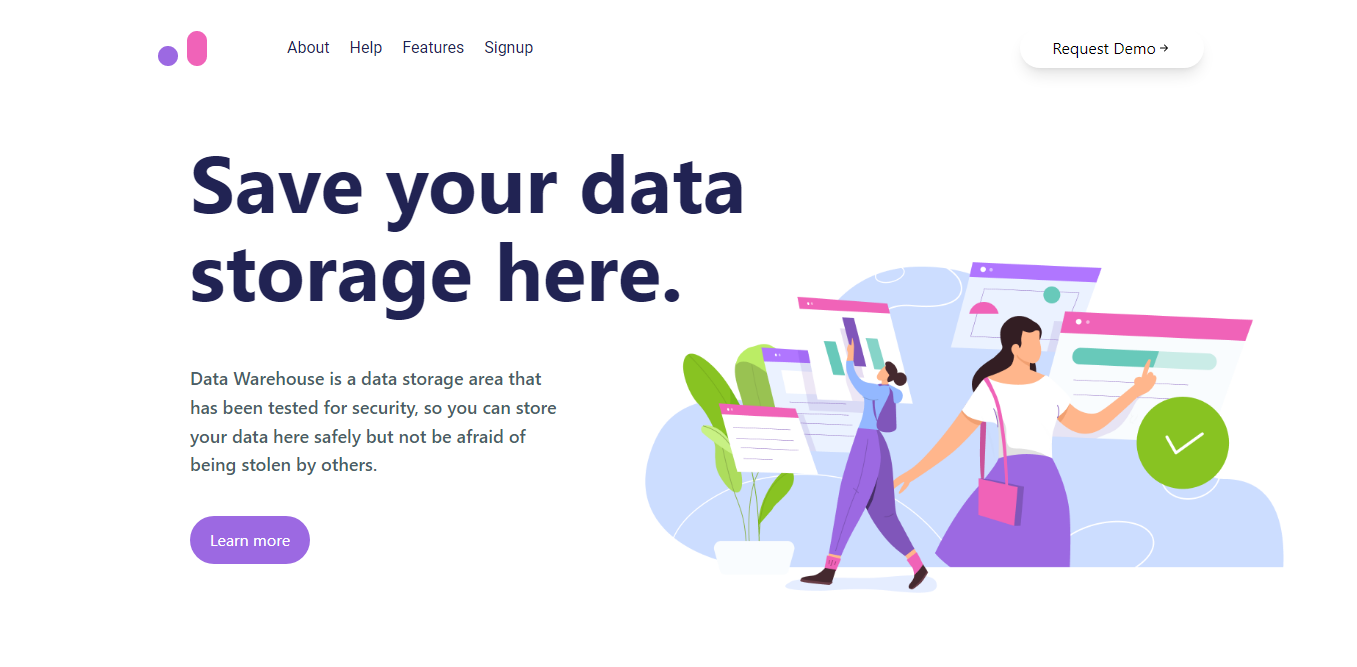 About Help Features Signup Request Demo →
Save your data
storage here.
Data Warehouse is a data storage area that
has been tested for security, so you can store
your data here safely but not be afraid of
being stolen by others.
Learn more